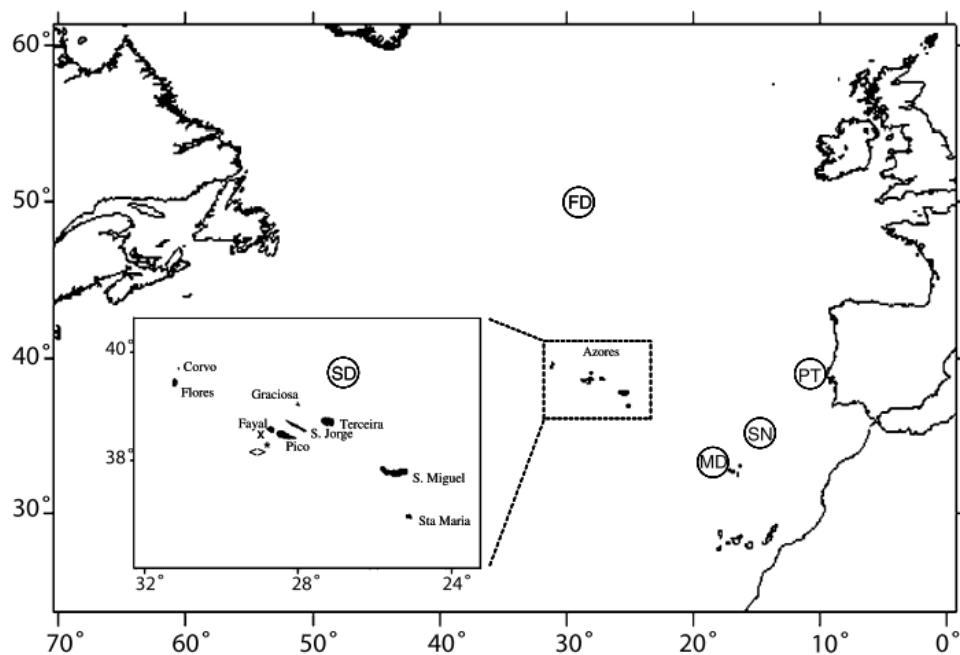 60°
50°
FD
40°
Azores
40°
SD
Corvo
Flores
Graciosa
PT
Fayal
Terceira
x
S. Jorge
*
Pico
SN
38°
<>
MD
S. Miguel
Sta Maria
30°
32°
28°
24°
70°
60°
50°
40°
30°
20°
10°
0°